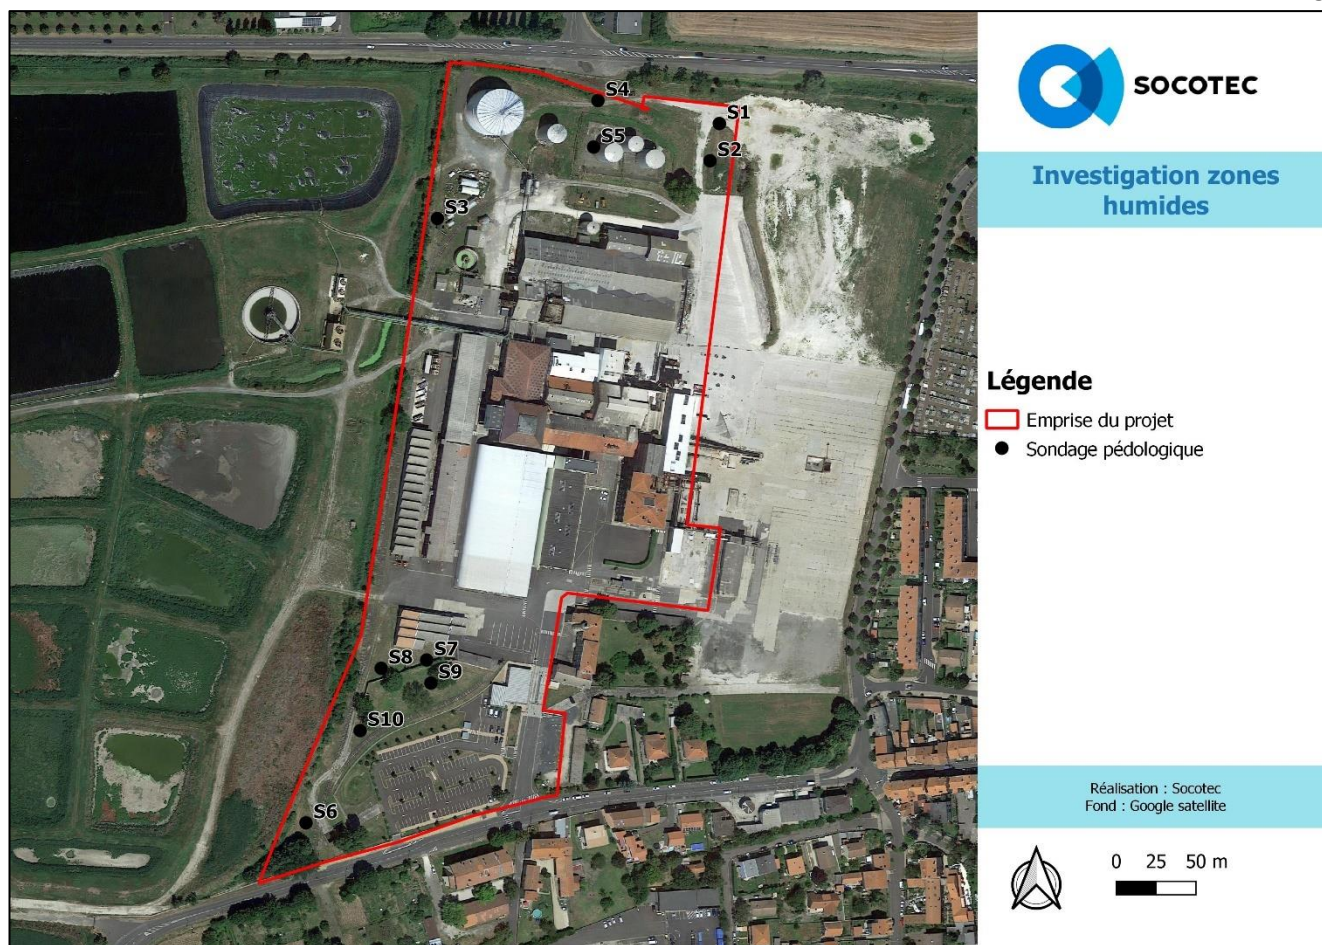 SOCOTEC
Investigation zones
humides
Légende
Emprise du projet
Sondage pédologique
Réalisation : Socotec
Fond : Google satellite
0 25 50 m
S4
S1
S5
S2
S3
S7
S8
S9
S10
S6